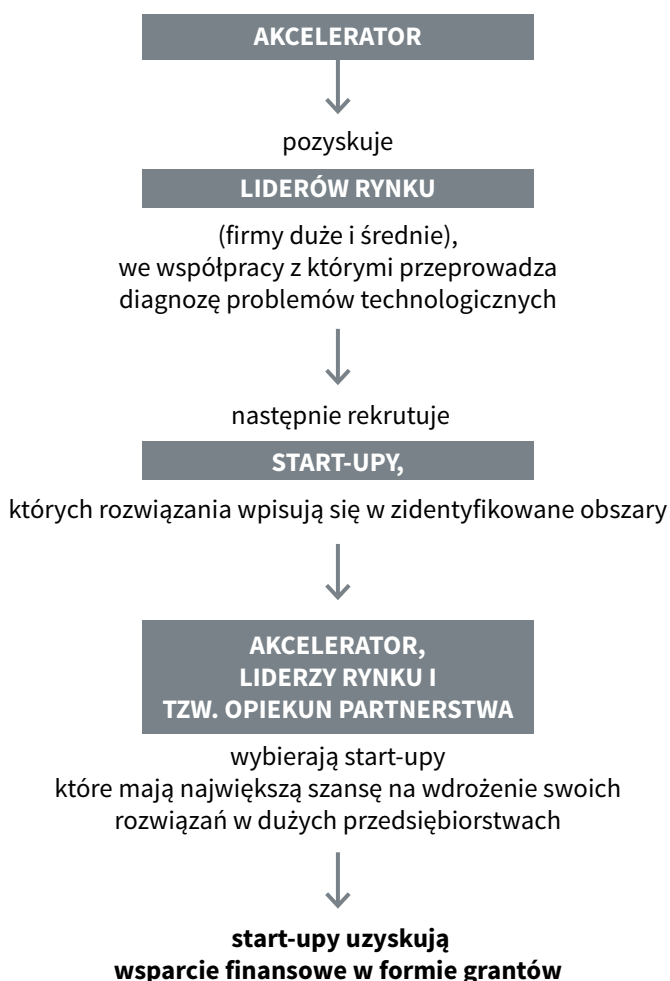 AKCELERATOR
pozyskuje
LIDERÓW RYNKU
(firmy duże i średnie),
we współpracy z którymi przeprowadza
diagnozę problemów technologicznych
następnie rekrutuje
START-UPY,
których rozwiązania wpisują się w zidentyfikowane obszary
AKCELERATOR,
LIDERZY RYNKU I
TZW. OPIEKUN PARTNERSTWA
wybierają start-upy
które mają największą szansę na wdrożenie swoich
rozwiązań w dużych przedsiębiorstwach
start-upy uzyskują
wsparcie finansowe w formie grantów